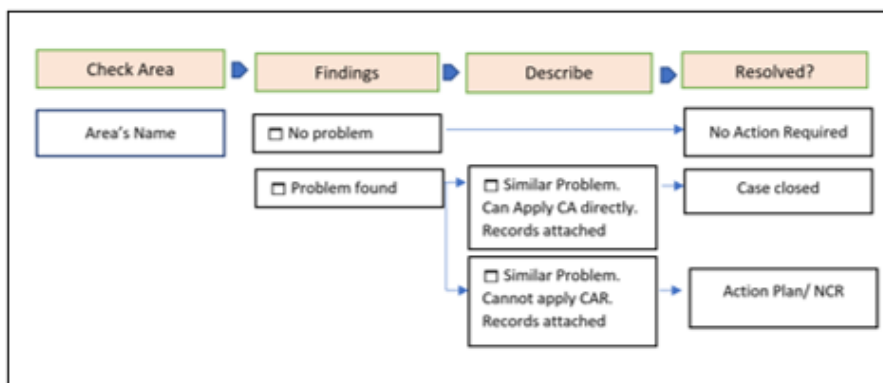 Check Area
Findings
Describe
Resolved?
Area's Name
No problem
No Action Required
Problem found
Similar Problem.
Can Apply CA directly.
Records attached
Case closed
Similar Problem.
Cannot apply CAR.
Records attached
Action Plan/ NCR